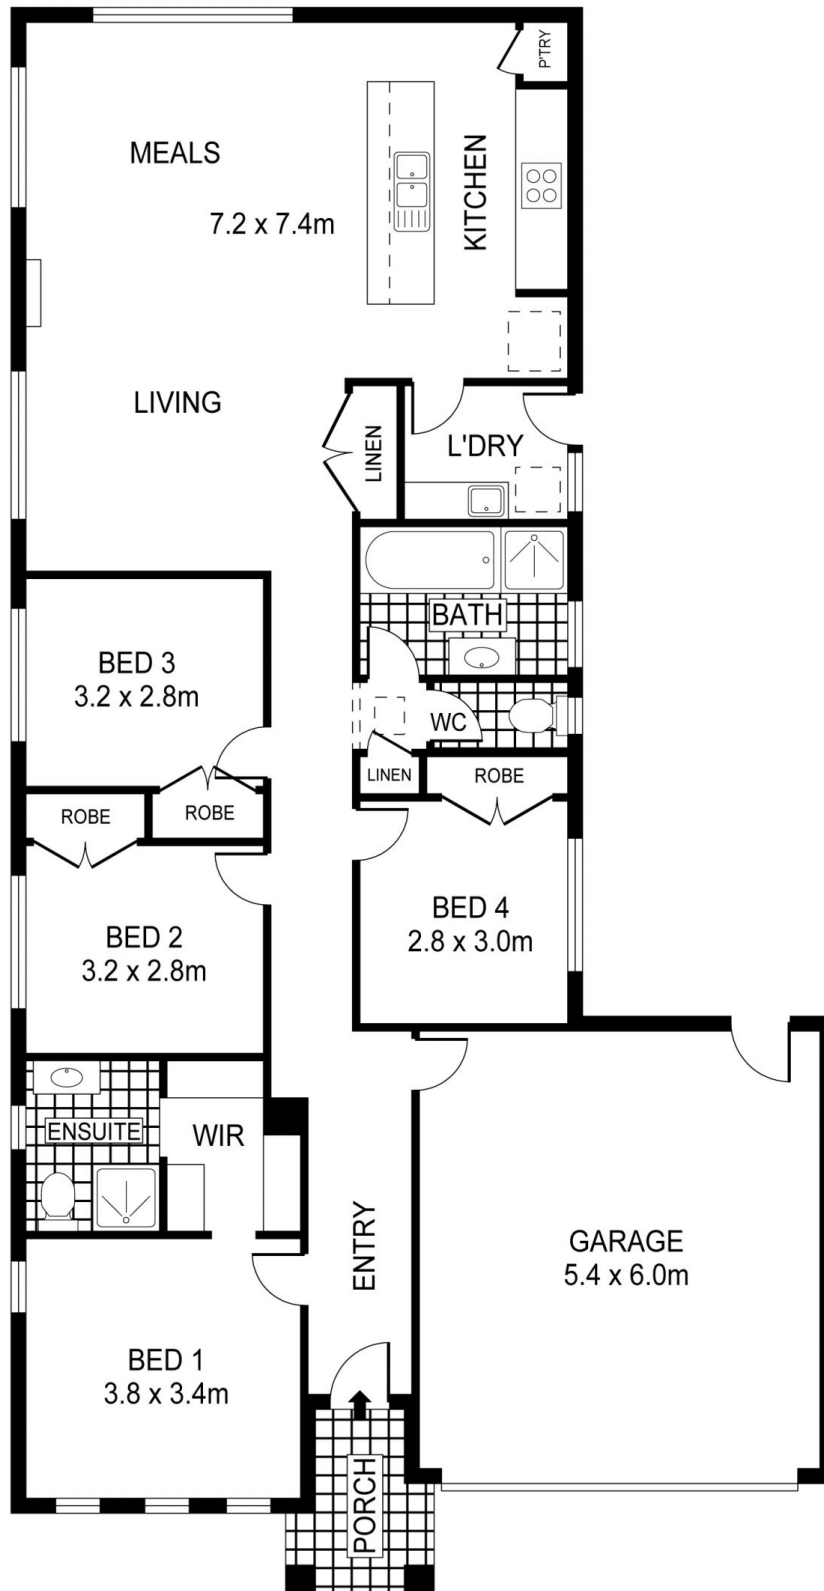 P'TRY
MEALS
KITCHEN
7.2 x 7.4m
LIVING
LINEN
L'DRY
BATH
BED 3
3.2 x 2.8m
WC
LINEN
ROBE
ROBE
ROBE
BED 4
2.8 x 3.0m
BED 2
3.2 x 2.8m
ENSUITE
WIR
ENTRY
GARAGE
5.4 x 6.0m
BED 1
3.8 x 3.4m
PORCH